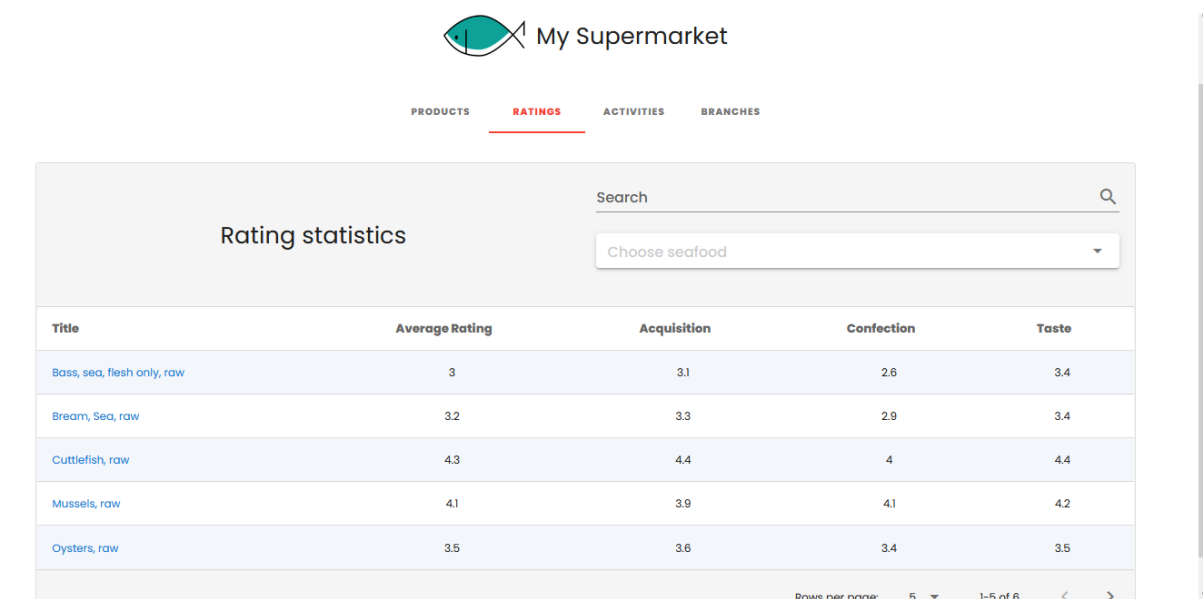 My Supermarket
PRODUCTS RATINGS ACTIVITIES BRANCHES
Search
Rating statistics
Choose seafood
Title Average Rating Acquisition Confection Taste
Bass, sea, flesh only, raw 3 3.1 2.6 3.4
Bream, Sea, raw 3.2 3.3 2.9 3.4
Cuttlefish, raw 4.3 4.4 4 4.4
Mussels, raw 4.1 3.9 4.1 4.2
Oysters, raw 3.5 3.6 3.4 3.5
Rows per page: 5 1-5 of 6